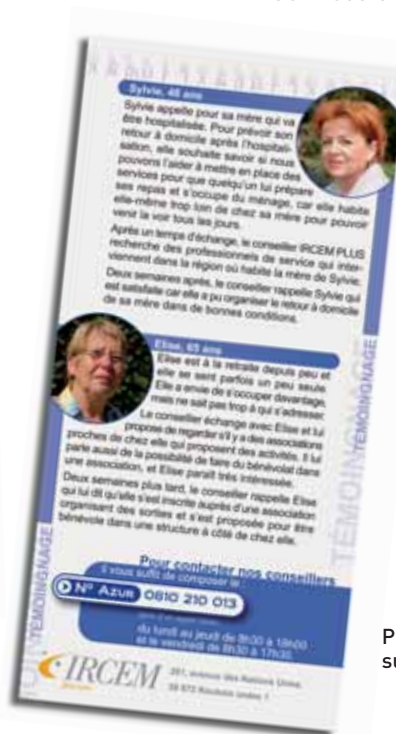 Sylvie, 46 ans
Sylvie appelle pour sa mère qui va
être hospitalisée. Pour prévoir son
retour à domicile après l'hospitali-
sation, elle souhaite savoir si nous
pouvons l'aider à mettre en place des
services pour que quelqu'un lui prépare
ses repas et s'occupe du ménage, car elle habite
elle-même trop loin de chez sa mère pour pouvoir
venir la voir tous les jours.
Après un temps d'échange, le conseiller IRCEM PLUS
recherche des professionnels de service qui inter-
viennent dans la région où habite la mère de Sylvie.
Deux semaines après, le conseiller rappelle Sylvie qui
est satisfaite car elle a pu organiser le retour à domicile
de sa mère dans de bonnes conditions.
TÉMOINGNAGE
Elise, 65 ans
Elise est à la retraite depuis peu et
elle se sent parfois un peu seule.
Elle a envie de s'occuper davantage,
mais ne sait pas trop à qui s'adresser.
Le conseiller échange avec Elise et lui
propose de regarder s'il y a des associations
proches de chez elle qui proposent des activités. Il lui
parle aussi de la possibilité de faire du bénévolat dans
une association, et Elise paraît très intéressée.
Deux semaines plus tard, le conseiller rappelle Elise
qui lui dit qu'elle s'est inscrite auprès d'une association
organisant des sorties et s'est proposée pour être
bénévole dans une structure à côté de chez elle.
TÉMOINGNAGE
Pour contacter nos conseillers
il vous suffit de composer le
N° AZUR 0810 210 013
du lundi au jeudi de 8h30 à 18h00
et le vendredi de 8h30 à 17h30.
IRCEM
261, avenue des Nations Unies
59 672 Roubaix cedex 1
P
su